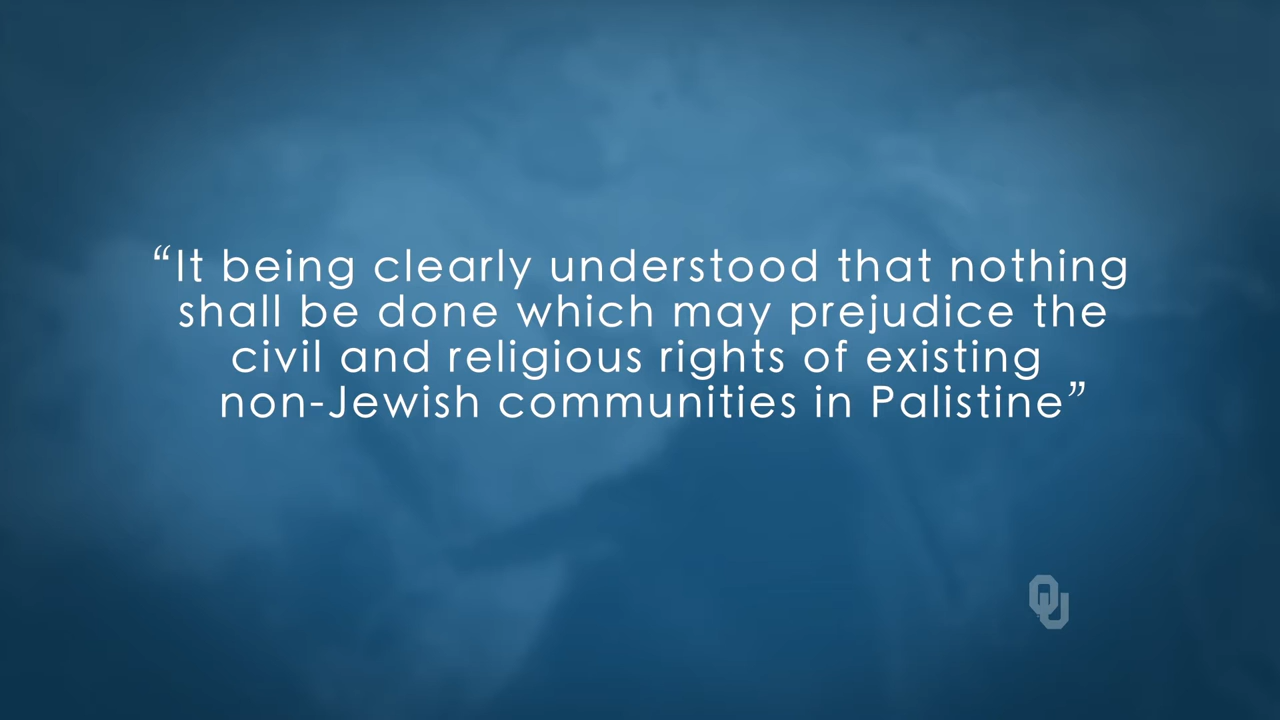 “It being clearly understood that nothing
shall be done which may prejudice the
civil and religious rights of existing
non-Jewish communities in Palistine”
OU